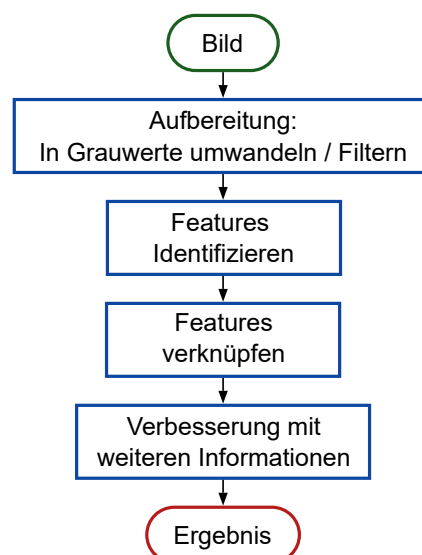 Bild
Aufbereitung:
In Grauwerte umwandeln / Filtern
Features
Identifizieren
Features
verknüpfen
Verbesserung mit
weiteren Informationen
Ergebnis